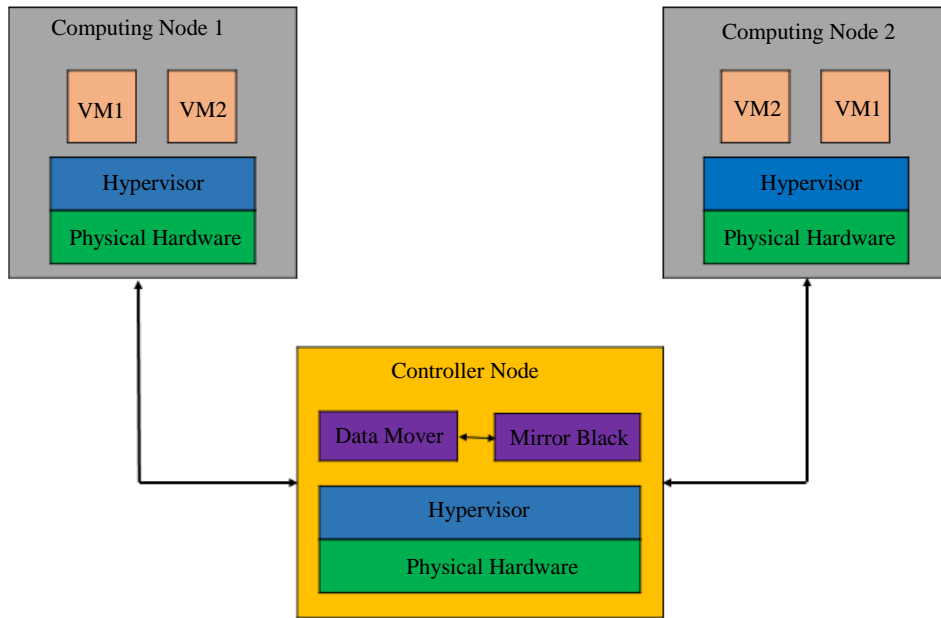 Computing Node 1
VM1
VM2
Hypervisor
Physical Hardware
Computing Node 2
VM2
VM1
Hypervisor
Physical Hardware
Controller Node
Data Mover
Mirror Black
Hypervisor
Physical Hardware